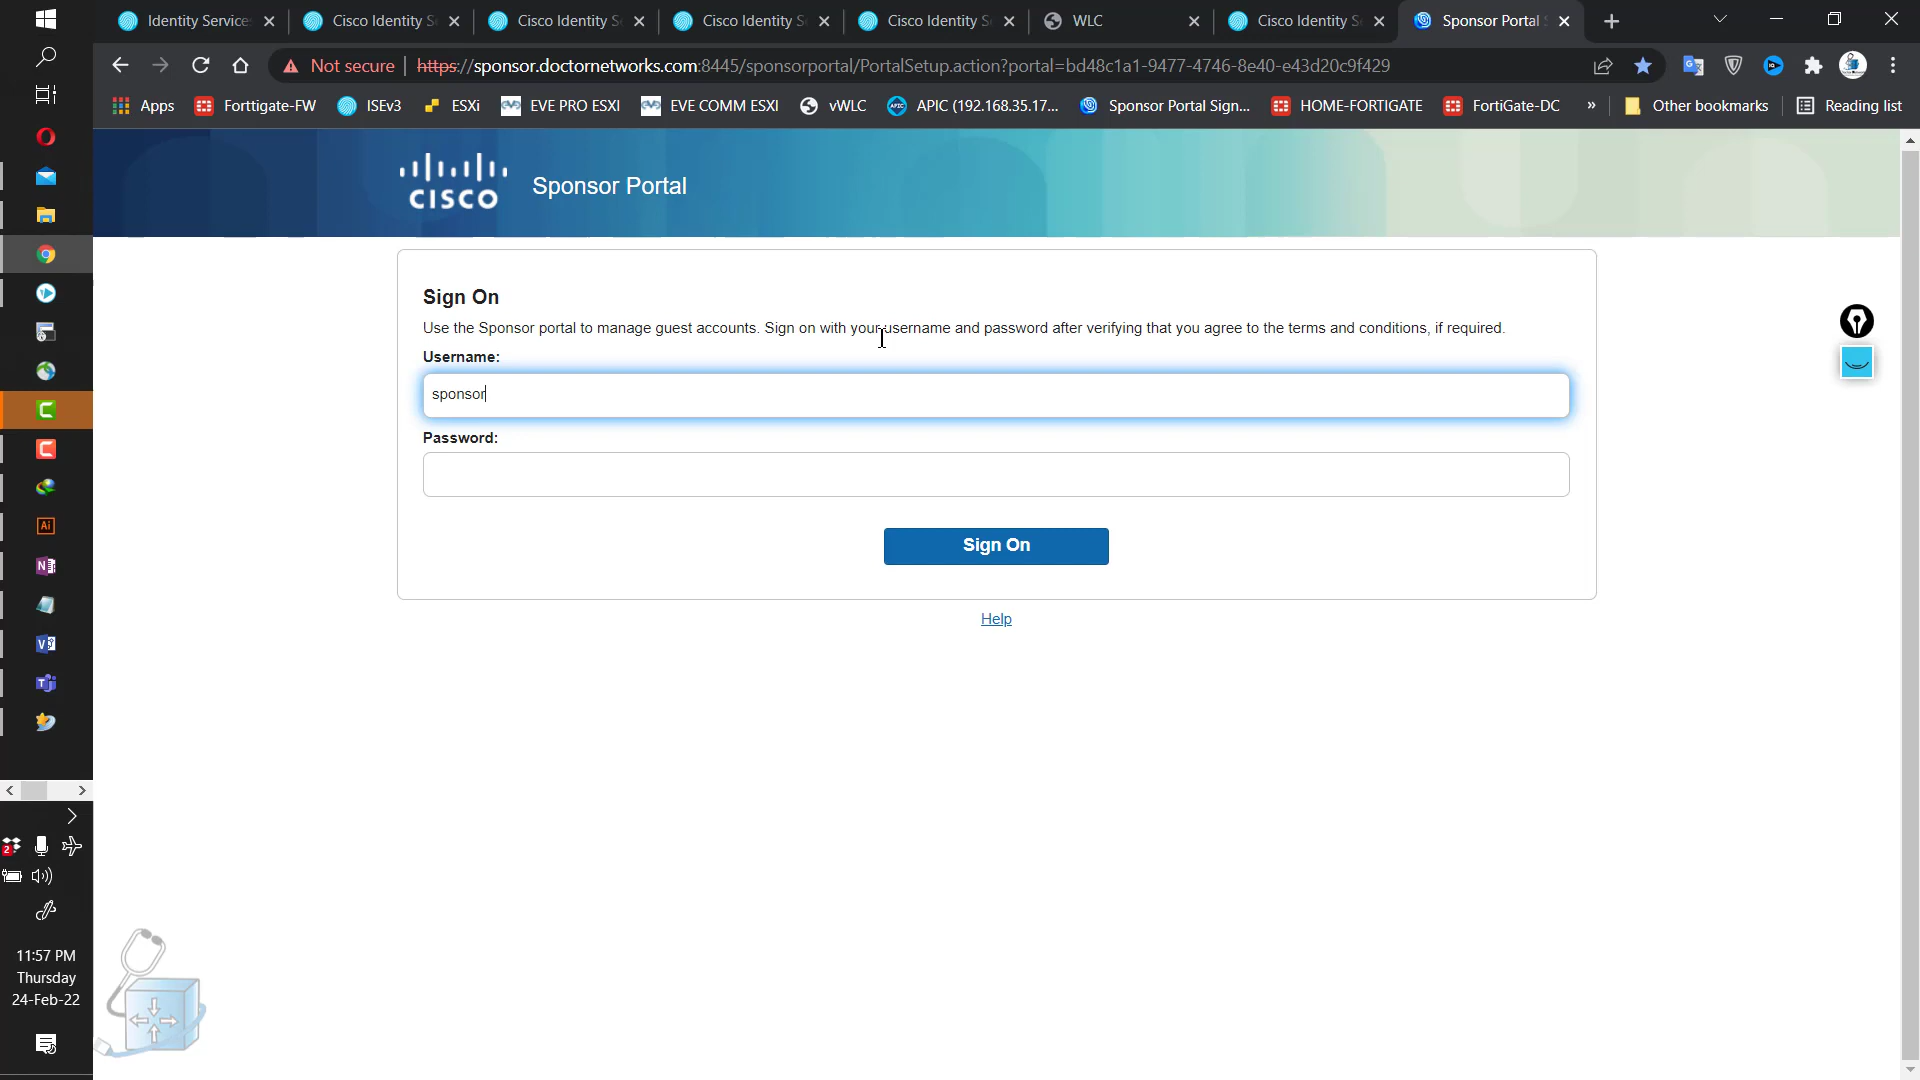 Identity Service
Cisco Identity S
Cisco Identity S
Cisco Identity S
Cisco Identity S
WLC
Cisco Identity S
Sponsor Portal S
Not secure
https://sponsor.doctornetworks.com:8445/sponsorportal/PortalSetup.action?portal=bd48c1a1-9477-4746-8e40-e43d20c9f429
Apps
Forttigate-FW
ISEv3
ESXi
EVE PRO ESXI
EVE COMM ESXI
vWLC
APIC (192.168.35.17...
Sponsor Portal Sign...
HOME-FORTIGATE
FortiGate-DC
»
Other bookmarks
Reading list
CISCO
Sponsor Portal
Sign On
Use the Sponsor portal to manage guest accounts. Sign on with your username and password after verifying that you agree to the terms and conditions, if required.
Username:
sponsor
Password:
Sign On
Help
11:57 PM
Thursday
24-Feb-22